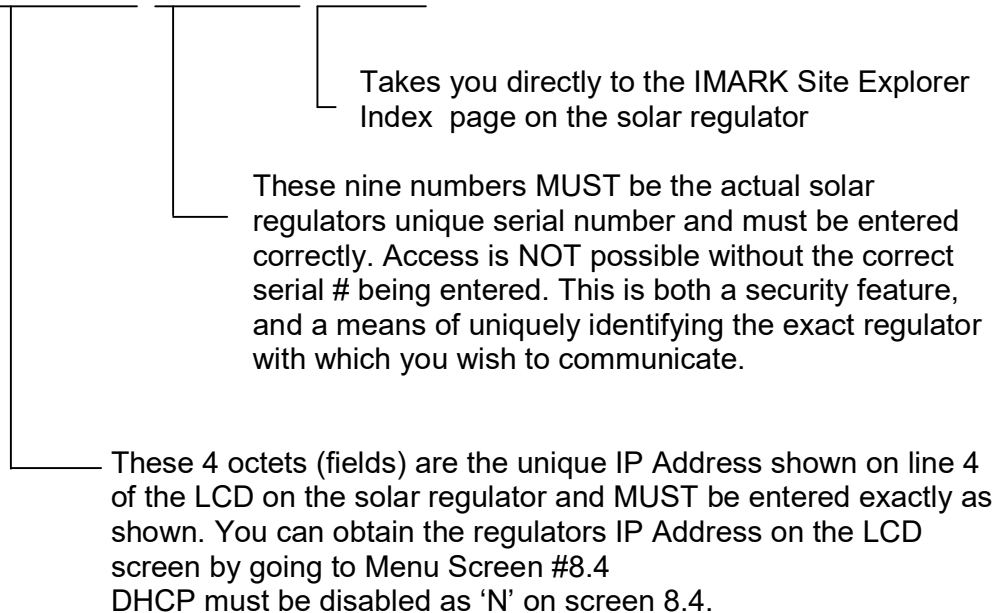 Takes you directly to the IMARK Site Explorer
Index page on the solar regulator
These nine numbers MUST be the actual solar
regulators unique serial number and must be entered
correctly. Access is NOT possible without the correct
serial # being entered. This is both a security feature,
and a means of uniquely identifying the exact regulator
with which you wish to communicate.
These 4 octets (fields) are the unique IP Address shown on line 4
of the LCD on the solar regulator and MUST be entered exactly as
shown. You can obtain the regulators IP Address on the LCD
screen by going to Menu Screen #8.4
DHCP must be disabled as ‘N’ on screen 8.4.